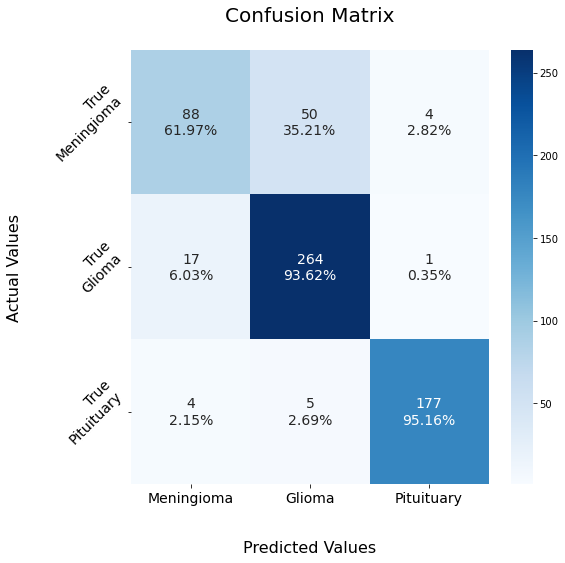 Confusion Matrix
Actual Values
True
Meningioma
88
61.97%
50
35.21%
4
2.82%
True
Glioma
17
6.03%
264
93.62%
1
0.35%
True
Pituituary
4
2.15%
5
2.69%
177
95.16%
Meningioma
Glioma
Pituituary
Predicted Values
250
200
150
100
50